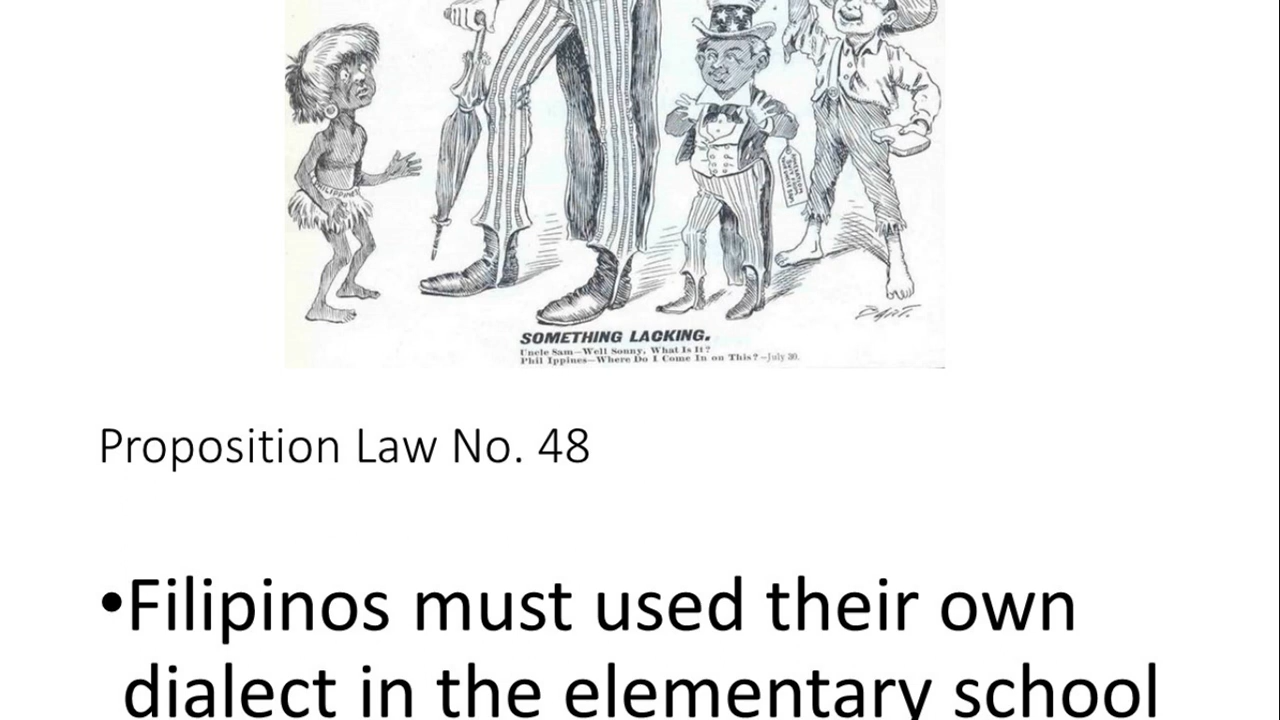 PHILIPPINES
SOMETHING LACKING.
Uncle Sam—Well Sonny, What Is It?
Phil Ippines—Where Do I Come In on This? —July 30.
Proposition Law No. 48
•Filipinos must used their own
dialect in the elementary school